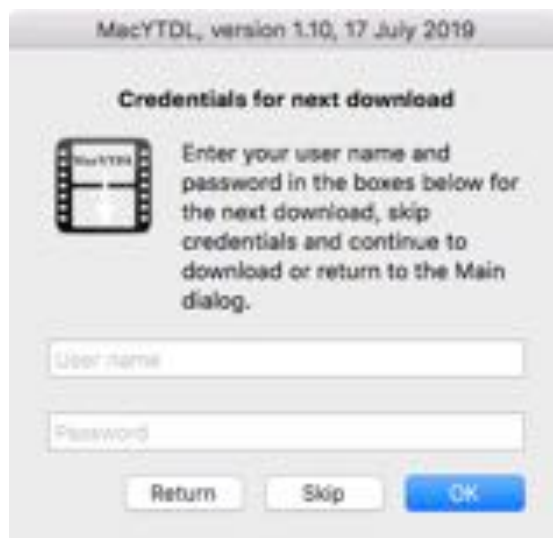 MacYTDL, version 1.10, 17 July 2019
Credentials for next download
MacYTDL
Enter your user name and
password in the boxes below for
the next download, skip
credentials and continue to
download or return to the Main
dialog.
User name
Password
Return Skip OK